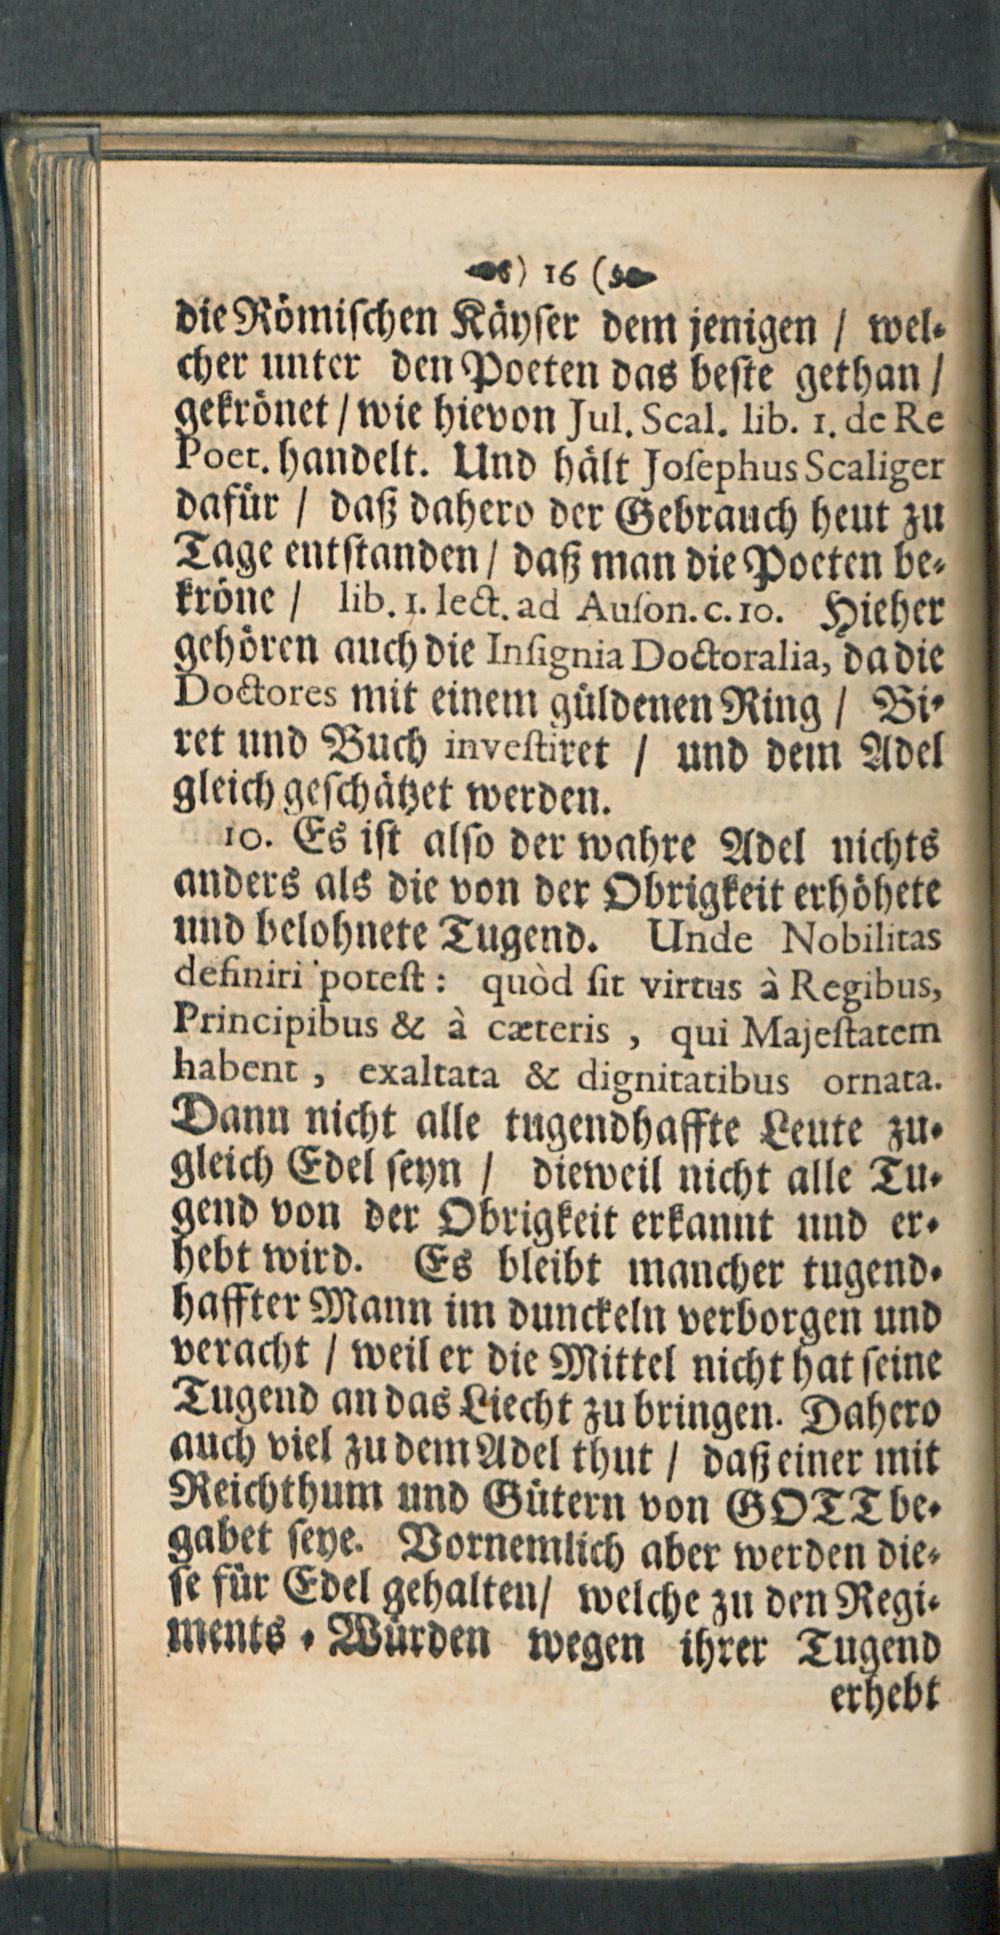 ) 16 (
die Römischen Käyser dem jenigen / wel-
cher unter den Poeten das beste gethan /
gekrönet / wie hievon Jul. Scal. lib. 1. de Re
Poet. handelt. Und hält Josephus Scaliger
dafür / daß dahero der Gebrauch heut zu
Tage entstanden / daß man die Poeten be-
kröne / lib. 1. lect. ad Auson. c. 10. Hieher
gehören auch die Insignia Doctoralia, da die
Doctores mit einem güldenen Ring / Bi-
ret und Buch investiret / und dem Adel
gleich geschätzet werden.
10. Es ist also der wahre Adel nichts
anders als die von der Obrigkeit erhöhete
und belohnete Tugend. Unde Nobilitas
definiri potest: quòd sit virtus à Regibus,
Principibus & à cæteris, qui Majestatem
habent, exaltata & dignitatibus ornata.
Dann nicht alle tugendhaffte Leute zu-
gleich Edel seyn / dieweil nicht alle Tu-
gend von der Obrigkeit erkannt und er-
hebt wird. Es bleibt mancher tugend-
haffter Mann im dunckeln verborgen und
veracht / weil er die Mittel nicht hat seine
Tugend an das Liecht zu bringen. Dahero
auch viel zu dem Adel thut / daß einer mit
Reichthum und Gütern von GOTT be-
gabet seye. Vornemlich aber werden die-
se für Edel gehalten / welche zu den Regi-
ments-Würden wegen ihrer Tugend
erhebt